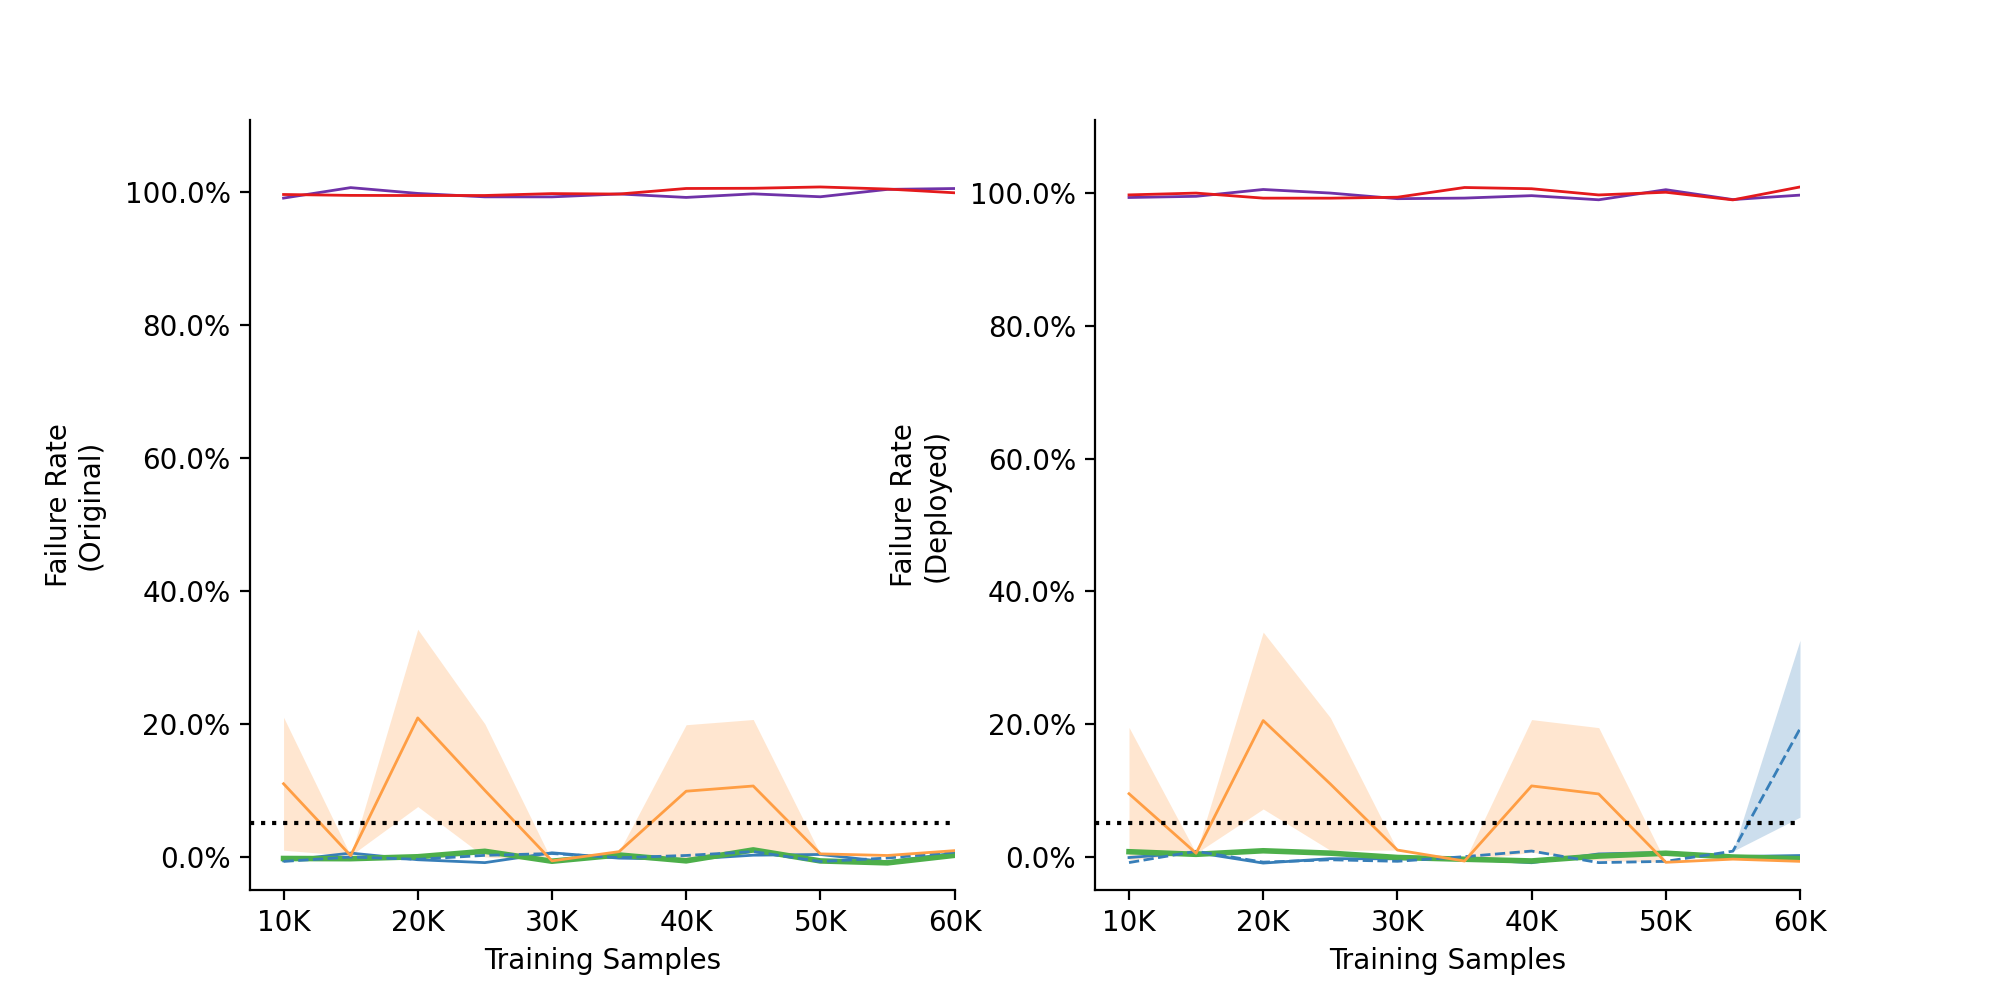 Failure Rate
(Original)
100.0%
80.0%
60.0%
40.0%
20.0%
0.0%
10K 20K 30K 40K 50K 60K
Training Samples
Failure Rate
(Deployed)
100.0%
80.0%
60.0%
40.0%
20.0%
0.0%
10K 20K 30K 40K 50K 60K
Training Samples